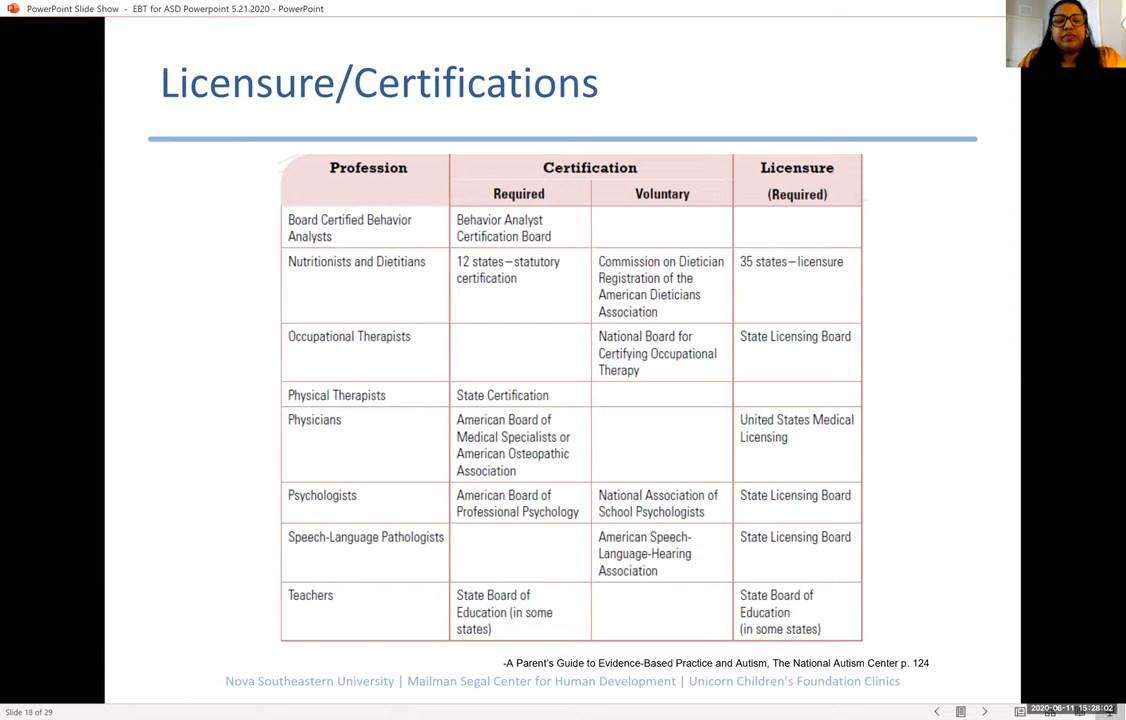 PowerPoint Slide Show - EBT for ASD Powerpoint 5.21.2020 - PowerPoint
Licensure/Certifications
Profession
Certification
Licensure
Required
Voluntary
(Required)
Board Certified Behavior
Analysts
Behavior Analyst
Certification Board
Nutritionists and Dietitians
12 states–statutory
certification
Commission on Dietician
Registration of the
American Dieticians
Association
35 states–licensure
Occupational Therapists
National Board for
Certifying Occupational
Therapy
State Licensing Board
Physical Therapists
State Certification
Physicians
American Board of
Medical Specialists or
American Osteopathic
Association
United States Medical
Licensing
Psychologists
American Board of
Professional Psychology
National Association of
School Psychologists
State Licensing Board
Speech-Language Pathologists
American Speech-
Language-Hearing
Association
State Licensing Board
Teachers
State Board of
Education (in some
states)
State Board of
Education
(in some states)
-A Parent's Guide to Evidence-Based Practice and Autism, The National Autism Center p. 124
Nova Southeastern University | Mailman Segal Center for Human Development | Unicorn Children's Foundation Clinics
Slide 18 of 29
2020-06-11 15:28:02